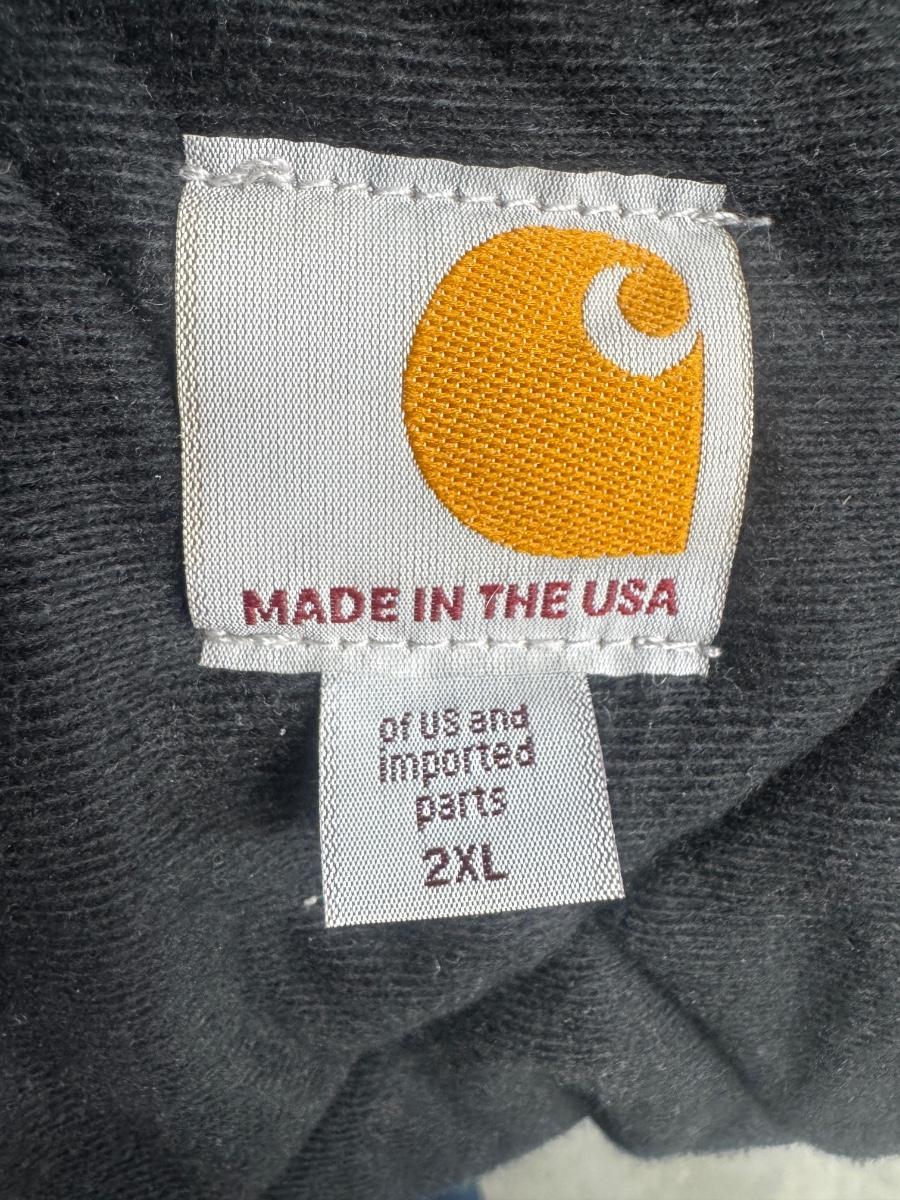 MADE IN THE USA
of US and
imported
parts
2XL